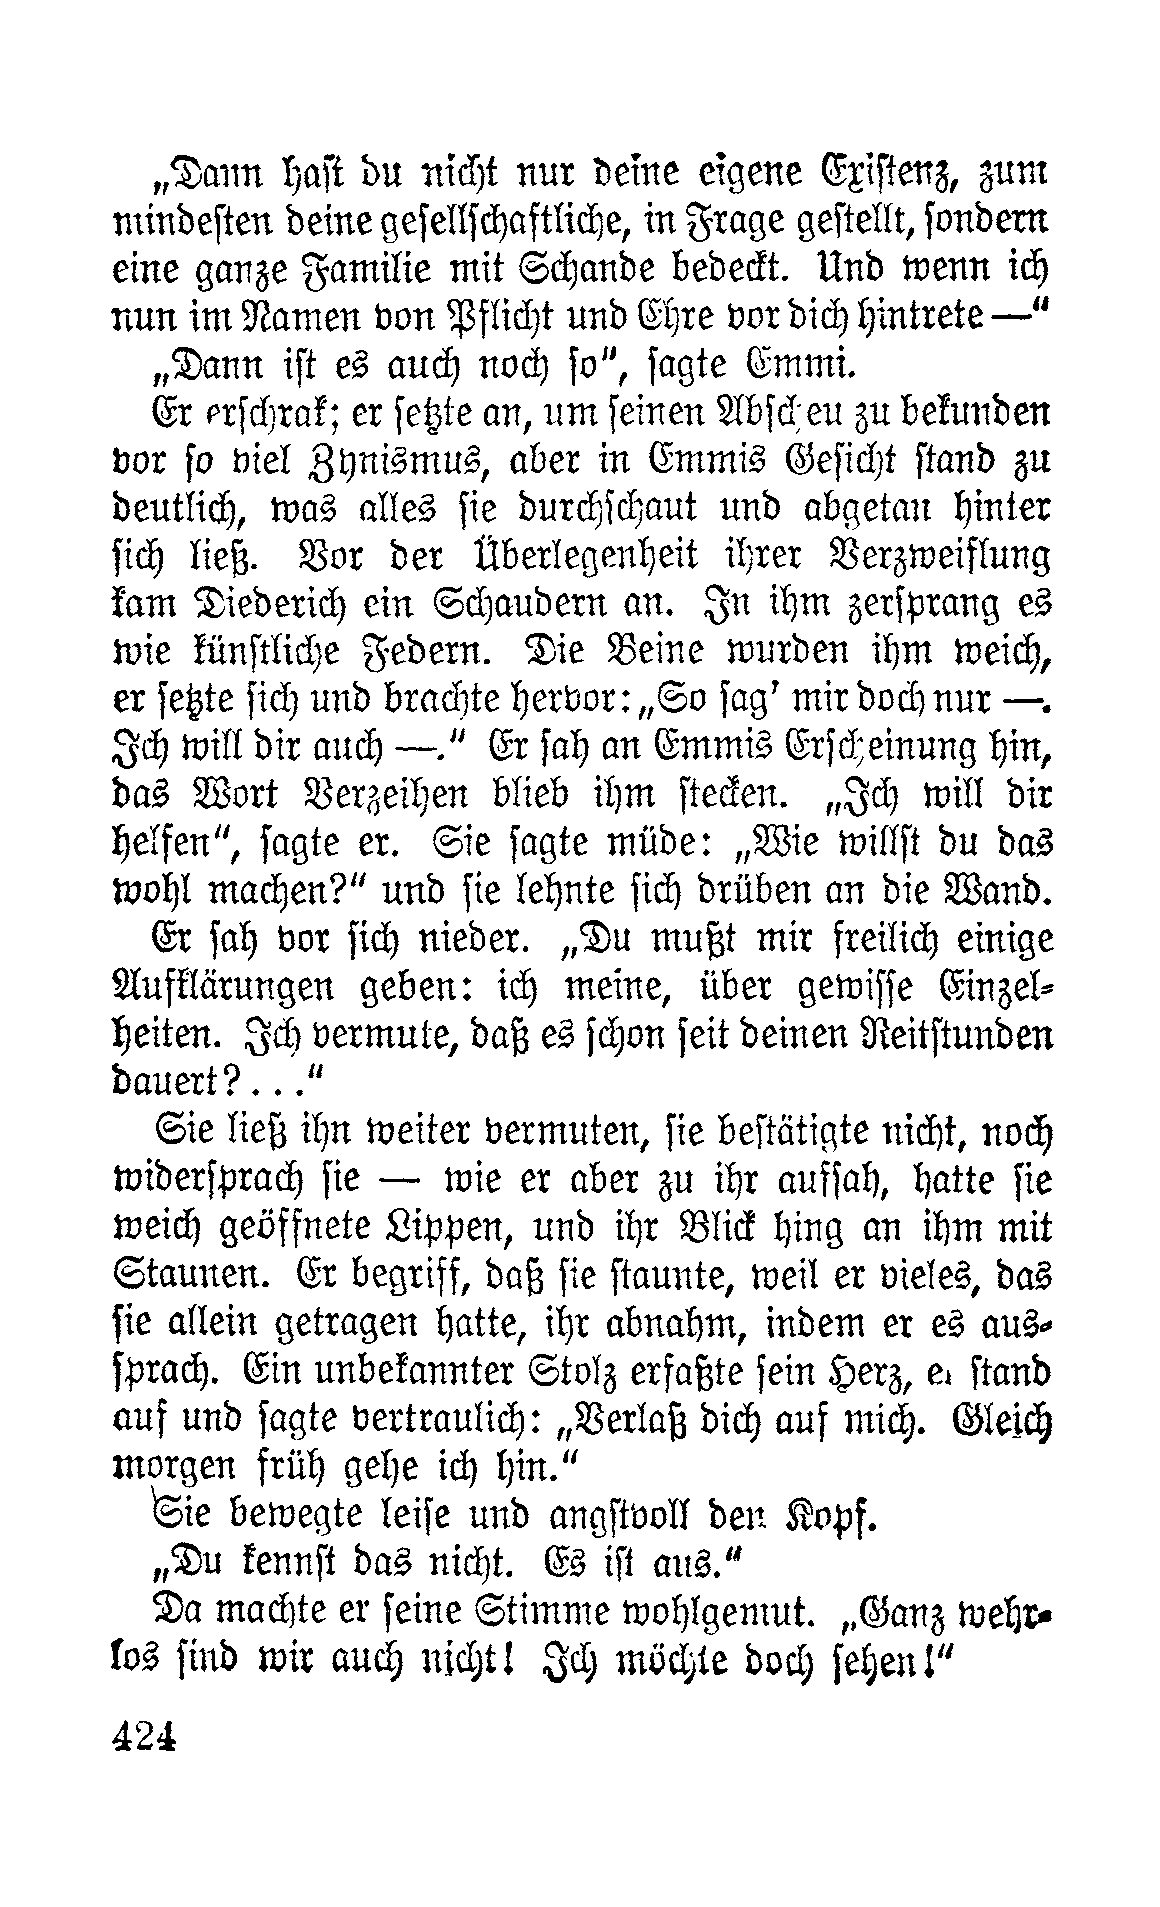 „Dann hast du nicht nur deine eigene Existenz, zum
mindesten deine gesellschaftliche, in Frage gestellt, sondern
eine ganze Familie mit Schande bedeckt. Und wenn ich
nun im Namen von Pflicht und Ehre vor dich hintrete —“
„Dann ist es auch noch so“, sagte Emmi.
Er erschrak; er setzte an, um seinen Abscheu zu bekunden
vor so viel Zynismus, aber in Emmis Gesicht stand zu
deutlich, was alles sie durchschaut und abgetan hinter
sich ließ. Vor der Überlegenheit ihrer Verzweiflung
kam Diederich ein Schaudern an. In ihm zersprang es
wie künstliche Federn. Die Beine wurden ihm weich,
er setzte sich und brachte hervor: „So sag’ mir doch nur —.
Ich will dir auch —.“ Er sah an Emmis Erscheinung hin,
das Wort Verzeihen blieb ihm stecken. „Ich will dir
helfen“, sagte er. Sie sagte müde: „Wie willst du das
wohl machen?“ und sie lehnte sich drüben an die Wand.
Er sah vor sich nieder. „Du mußt mir freilich einige
Aufklärungen geben: ich meine, über gewisse Einzel-
heiten. Ich vermute, daß es schon seit deinen Reitstunden
dauert? . . .“
Sie ließ ihn weiter vermuten, sie bestätigte nicht, noch
widersprach sie — wie er aber zu ihr aufsah, hatte sie
weich geöffnete Lippen, und ihr Blick hing an ihm mit
Staunen. Er begriff, daß sie staunte, weil er vieles, das
sie allein getragen hatte, ihr abnahm, indem er es aus-
sprach. Ein unbekannter Stolz erfaßte sein Herz, er stand
auf und sagte vertraulich: „Verlaß dich auf mich. Gleich
morgen früh gehe ich hin.“
Sie bewegte leise und angstvoll den Kopf.
„Du kennst das nicht. Es ist aus.“
Da machte er seine Stimme wohlgemut. „Ganz wehr-
los sind wir auch nicht! Ich möchte doch sehen!“
424